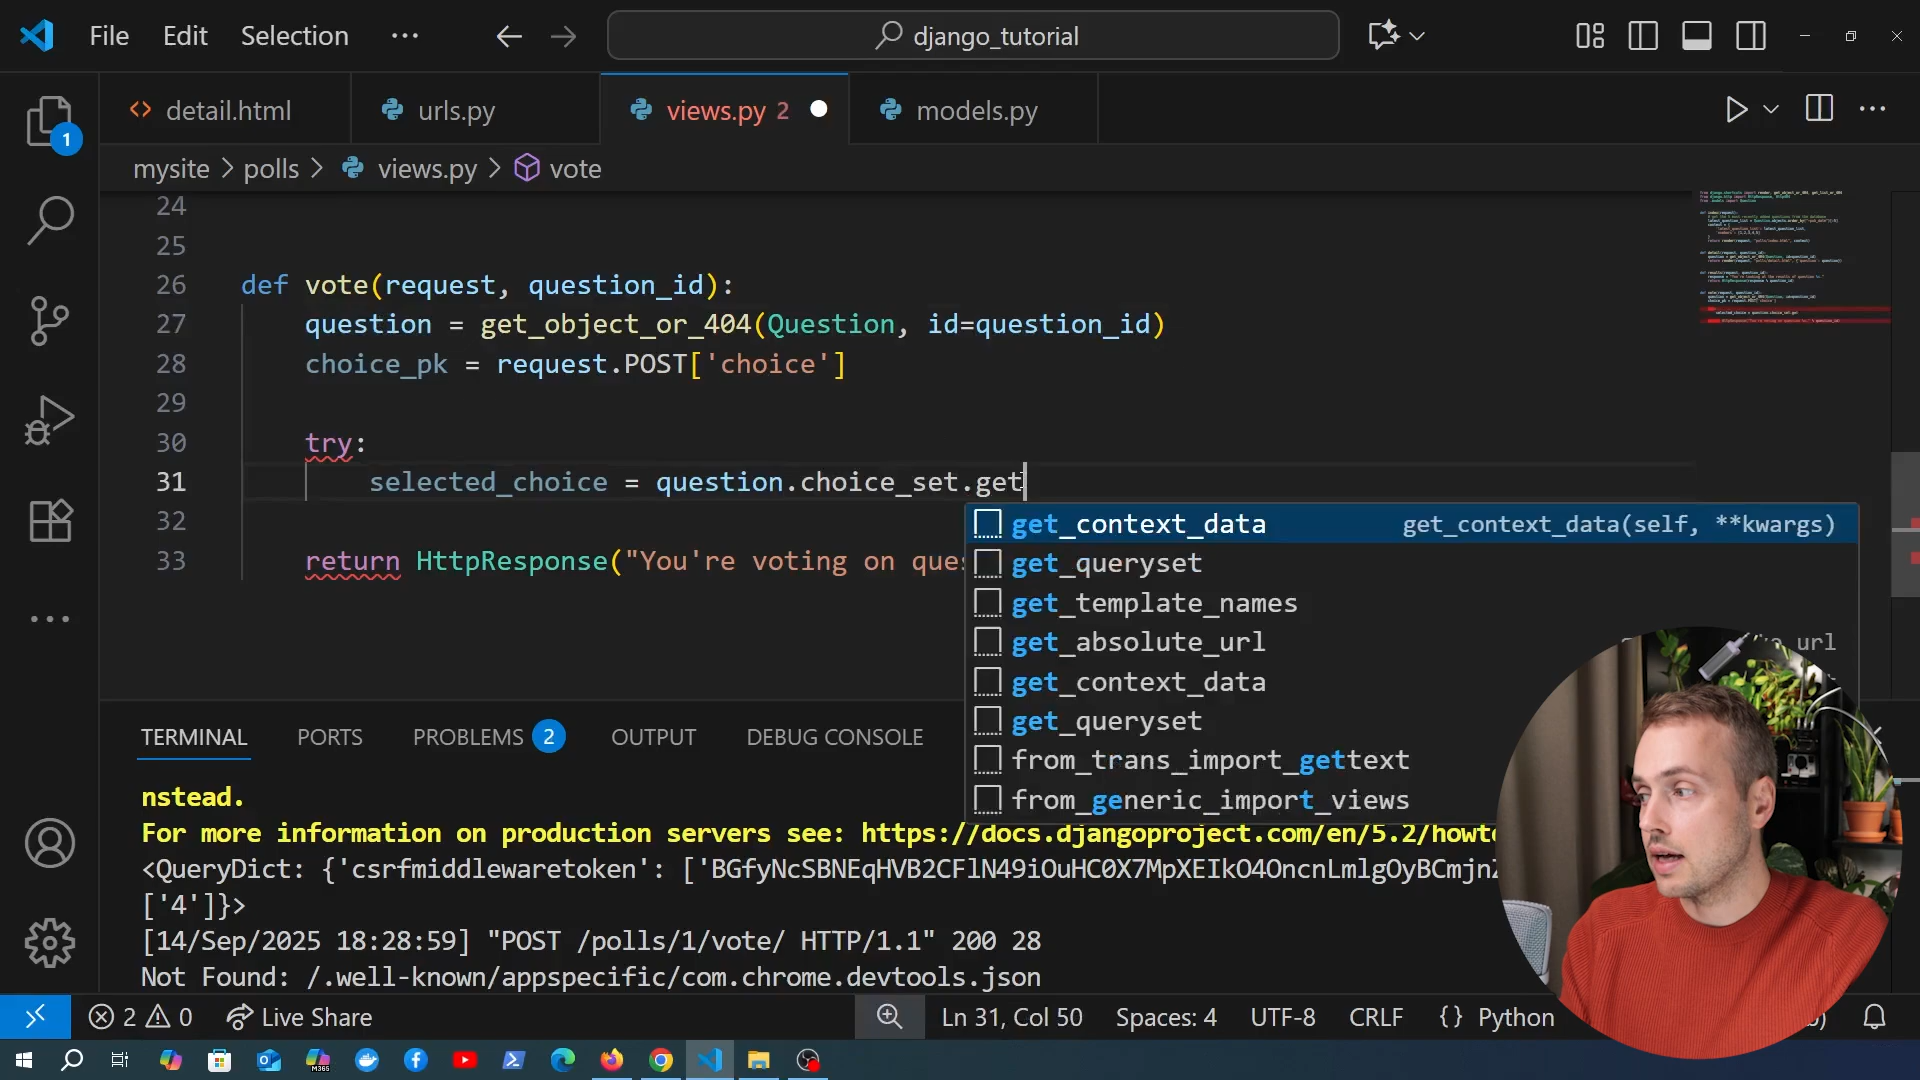 File Edit Selection ··· django_tutorial
detail.html urls.py views.py 2 models.py
1
mysite > polls > views.py > vote
24
25
26 def vote(request, question_id):
27 question = get_object_or_404(Question, id=question_id)
28 choice_pk = request.POST['choice']
29
30 try:
31 selected_choice = question.choice_set.get
32
33 return HttpResponse("You're voting on
get_context_data get_context_data(self, **kwargs)
get_queryset
get_template_names
get_absolute_url url
get_context_data
get_queryset
from_trans_import_gettext
from_generic_import_views
TERMINAL PORTS PROBLEMS 2 OUTPUT DEBUG CONSOLE
nstead.
For more information on production servers see: https://docs.djangoproject.com/en/5.2/howto
<QueryDict: {'csrfmiddlewaretoken': ['BGfyNcSBNEqHVB2CFlN49iOuHC0X7MpXEIkO4OncnLmlgOyBCmjn
['4']}>
[14/Sep/2025 18:28:59] "POST /polls/1/vote/ HTTP/1.1" 200 28
Not Found: /.well-known/appspecific/com.chrome.devtools.json
2 0 Live Share Ln 31, Col 50 Spaces: 4 UTF-8 CRLF {} Python
M365